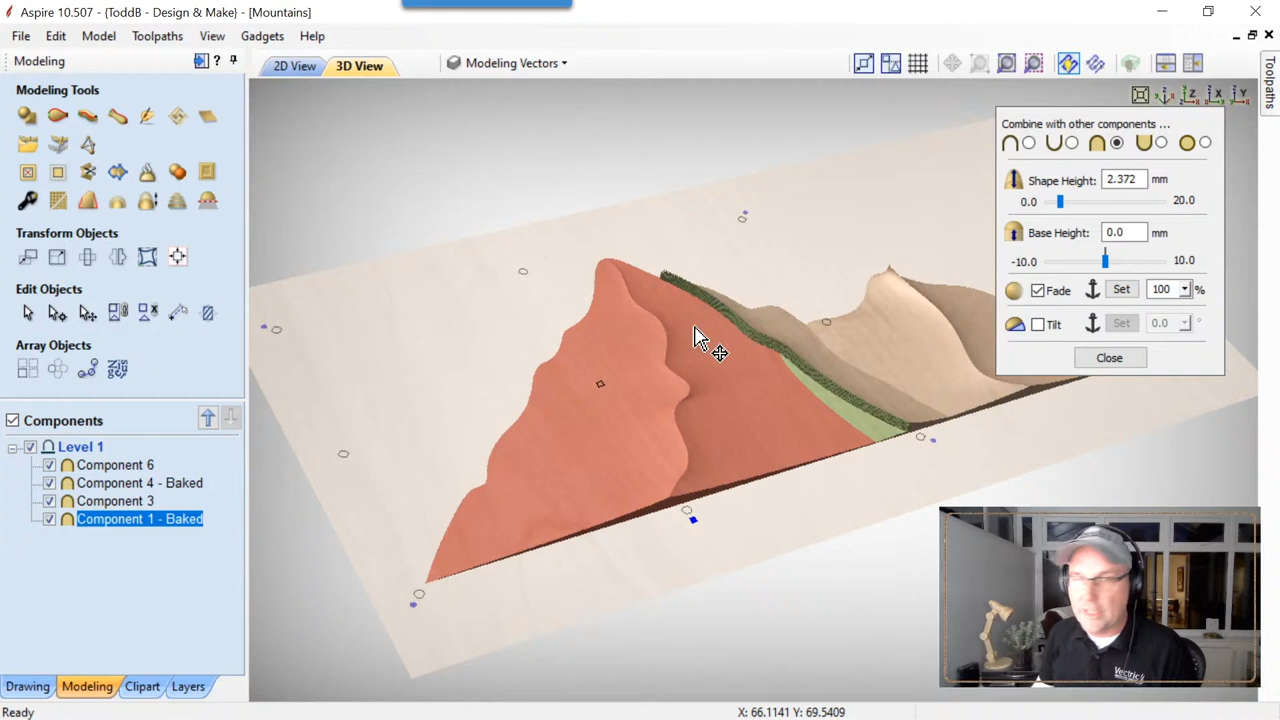 Aspire 10.507 - {ToddB - Design & Make} - [Mountains]
File Edit Model Toolpaths View Gadgets Help
Modeling
2D View 3D View Modeling Vectors
Toolpaths
Modeling Tools
Transform Objects
Edit Objects
Array Objects
Components
Level 1
Component 6
Component 4 - Baked
Component 3
Component 1 - Baked
Drawing Modeling Clipart Layers
Combine with other components ...
Shape Height: 2.372 mm
0.0 20.0
Base Height: 0.0 mm
-10.0 10.0
Fade Set 100 %
Tilt Set 0.0 °
Close
Z X Y
Vectric
Ready X: 66.1141 Y: 69.5409